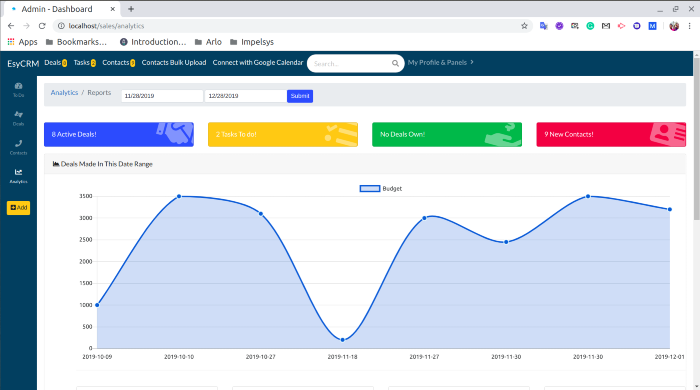 Admin - Dashboard
localhost/sales/analytics
Apps Bookmarks... Introduction... Arlo Impelsys
EsyCRM Deals Tasks 2 Contacts Contacts Bulk Upload Connect with Google Calendar Search... My Profile & Panels
To Do
Deals
Contacts
Analytics
Add
Analytics / Reports 11/28/2019 12/28/2019 Submit
8 Active Deals! 2 Tasks To do! No Deals Own! 9 New Contacts!
Deals Made In This Date Range
Budget
3500
3000
2500
2000
1500
1000
500
0
2019-10-09 2019-10-10 2019-10-27 2019-11-18 2019-11-27 2019-11-30 2019-11-30 2019-12-01